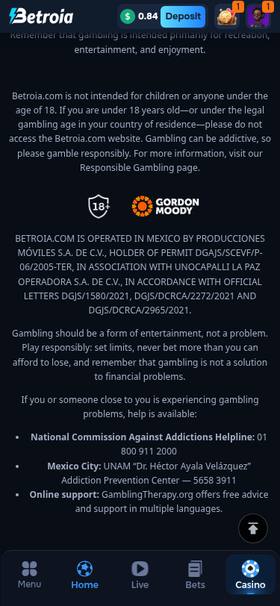 Betroia
$ 0.84 Deposit
1
1
Remember that gambling is intended primarily for recreation,
entertainment, and enjoyment.
Betroia.com is not intended for children or anyone under the
age of 18. If you are under 18 years old—or under the legal
gambling age in your country of residence—please do not
access the Betroia.com website. Gambling can be addictive, so
please gamble responsibly. For more information, visit our
Responsible Gambling page.
18+
GORDON
MOODY
BETROIA.COM IS OPERATED IN MEXICO BY PRODUCCIONES
MÓVILES S.A. DE C.V., HOLDER OF PERMIT DGAJS/SCEVF/P-
06/2005-TER, IN ASSOCIATION WITH UNOCAPALLI LA PAZ
OPERADORA S.A. DE C.V., IN ACCORDANCE WITH OFFICIAL
LETTERS DGJS/1580/2021, DGJS/DCRCA/2272/2021 AND
DGJS/DCRCA/2965/2021.
Gambling should be a form of entertainment, not a problem.
Play responsibly: set limits, never bet more than you can
afford to lose, and remember that gambling is not a solution
to financial problems.
If you or someone close to you is experiencing gambling
problems, help is available:
• National Commission Against Addictions Helpline: 01
800 911 2000
• Mexico City: UNAM “Dr. Héctor Ayala Velázquez”
Addiction Prevention Center — 5658 3911
• Online support: GamblingTherapy.org offers free advice
and support in multiple languages.
Menu
Home
Live
Bets
Casino